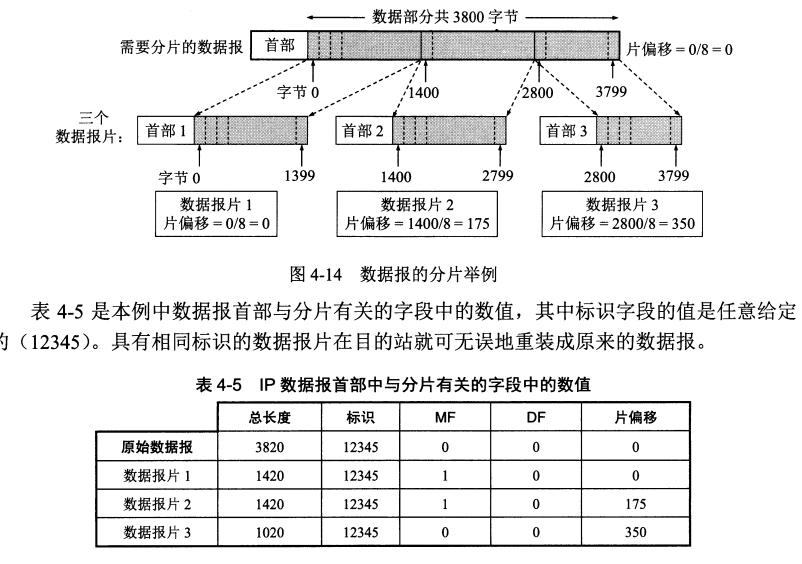 数据部分共 3800 字节
需要分片的数据报 首部 片偏移 = 0/8 = 0
字节 0 1400 2800 3799
三个
数据报片: 首部 1 首部 2 首部 3
字节 0 1399 1400 2799 2800 3799
数据报片 1 数据报片 2 数据报片 3
片偏移 = 0/8 = 0 片偏移 = 1400/8 = 175 片偏移 = 2800/8 = 350
图 4-14 数据报的分片举例
表 4-5 是本例中数据报首部与分片有关的字段中的数值，其中标识字段的值是任意给定
的（12345）。具有相同标识的数据报片在目的站就可无误地重装成原来的数据报。
表 4-5 IP 数据报首部中与分片有关的字段中的数值
总长度 标识 MF DF 片偏移
原始数据报 3820 12345 0 0 0
数据报片 1 1420 12345 1 0 0
数据报片 2 1420 12345 1 0 175
数据报片 3 1020 12345 0 0 350